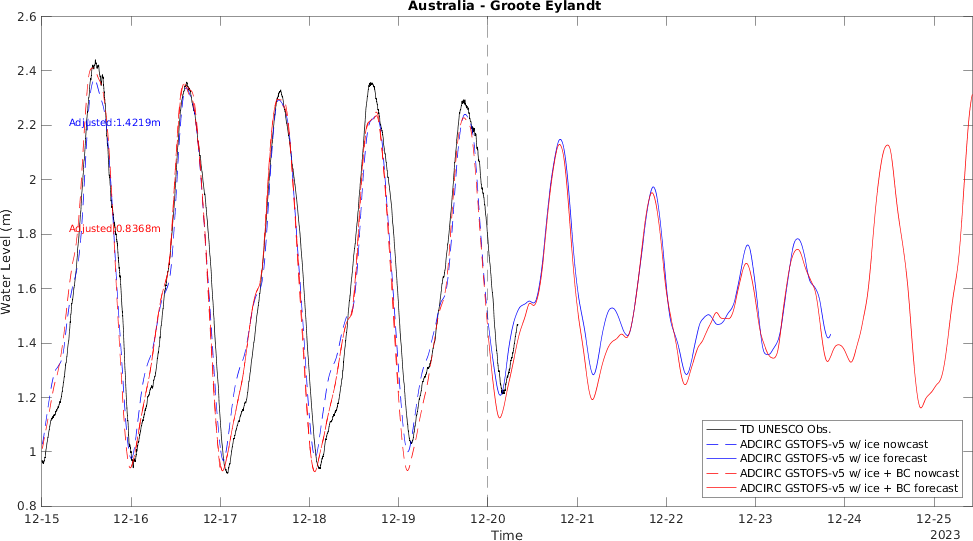 Australia - Groote Eylandt
2.6
2.4
2.2
2
1.8
1.6
1.4
1.2
1
0.8
Water Level (m)
Adjusted:1.4219m
Adjusted:0.8368m
TD UNESCO Obs.
ADCIRC GSTOFS-v5 w/ ice nowcast
ADCIRC GSTOFS-v5 w/ ice forecast
ADCIRC GSTOFS-v5 w/ ice + BC nowcast
ADCIRC GSTOFS-v5 w/ ice + BC forecast
12-15 12-16 12-17 12-18 12-19 12-20 12-21 12-22 12-23 12-24 12-25
Time
2023